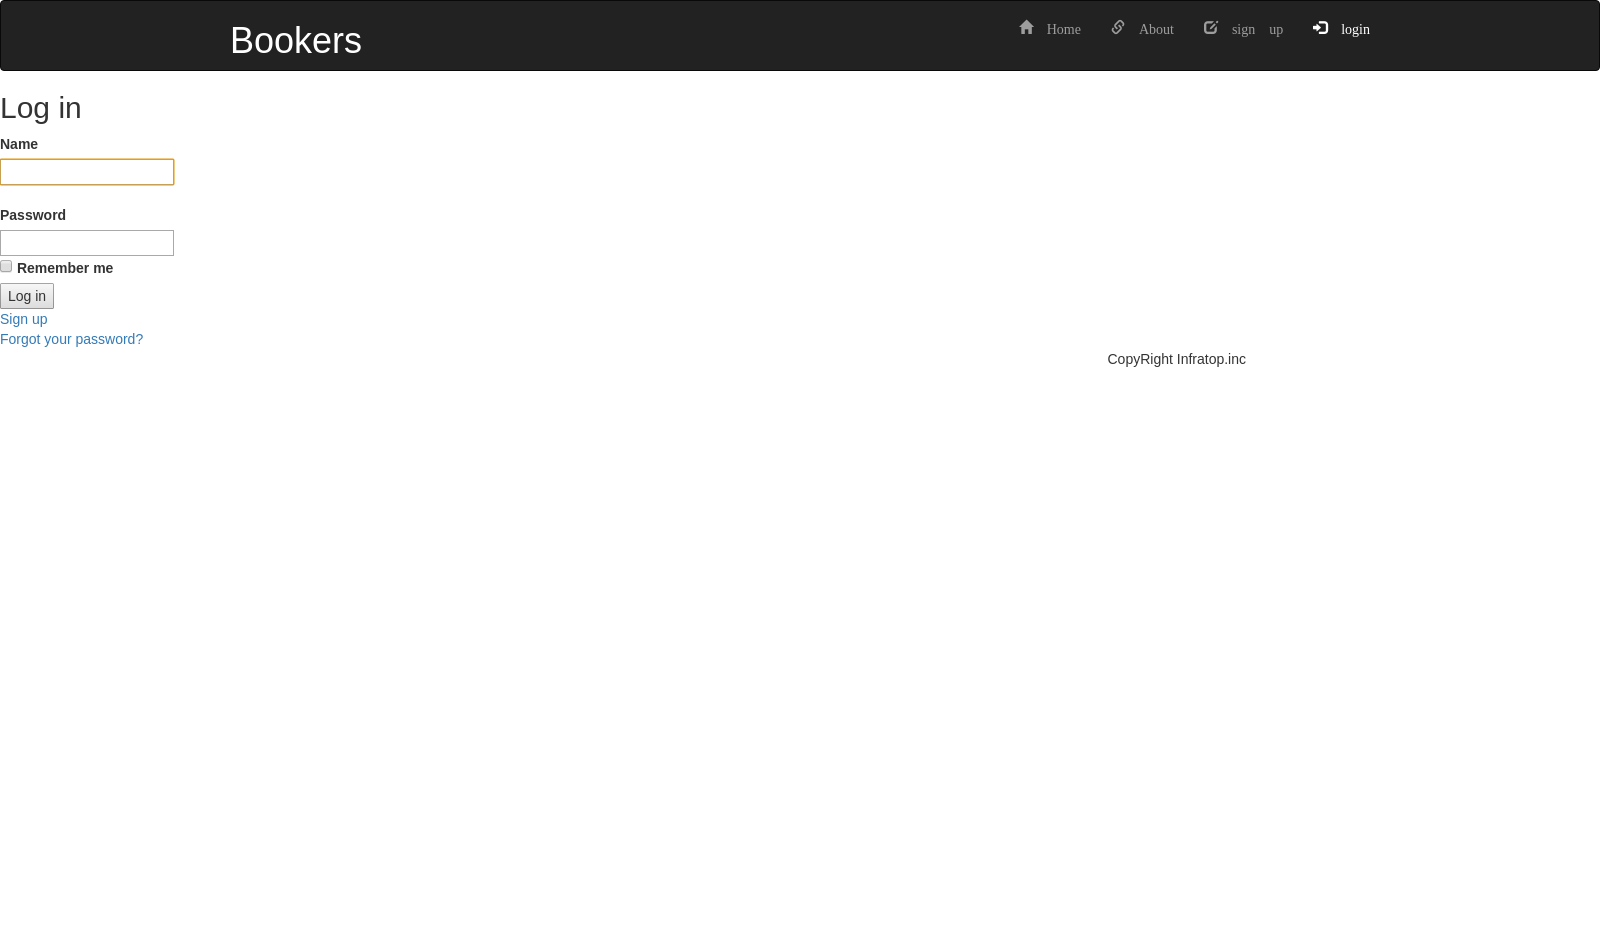 Bookers
Home About sign up login
Log in
Name
Password
Remember me
Log in
Sign up
Forgot your password?
CopyRight Infratop.inc